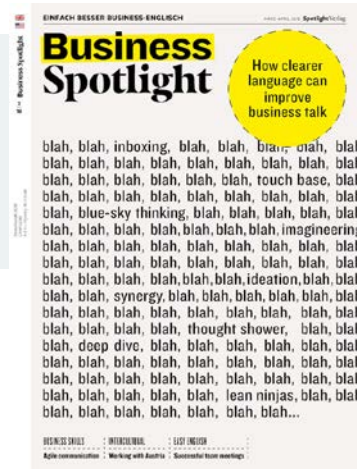 EINFACH BESSER BUSINESS-ENGLISCH
Spotlight Verlag
Business Spotlight
Business
Spotlight
How clearer
language can
improve
business talk
blah, blah, inboxing, blah, blah, blah, blah, blah
blah, blah, blah, blah, blah, blah, blah, blah, blah
blah, blah, blah, blah, blah, blah, touch base, blah
blah, blah, blah, blah, blah, blah, blah, blah, blah
blah, blue-sky thinking, blah, blah, blah, blah, blah
blah, blah, blah, blah, blah, blah, blah, imagineering
blah, blah, blah, blah, blah, blah, blah, blah, blah
blah, blah, blah, blah, blah, blah, blah, blah, blah
blah, blah, blah, blah, blah, blah, ideation, blah, blah
blah, blah, synergy, blah, blah, blah, blah, blah, blah
blah, blah, blah, blah, blah, blah, blah, blah, blah
blah, blah, blah, blah, thought shower, blah, blah
blah, deep dive, blah, blah, blah, blah, blah, blah
blah, blah, blah, blah, blah, blah, blah, blah, blah
blah, blah, blah, blah, blah, blah, blah, blah, blah
blah, blah, blah, blah, blah, lean ninjas, blah, blah
blah, blah, blah, blah, blah, blah, blah...
BUSINESS SKILLS
Agile communication
INTERCULTURAL
Working with Austria
EASY ENGLISH
Successful team meetings